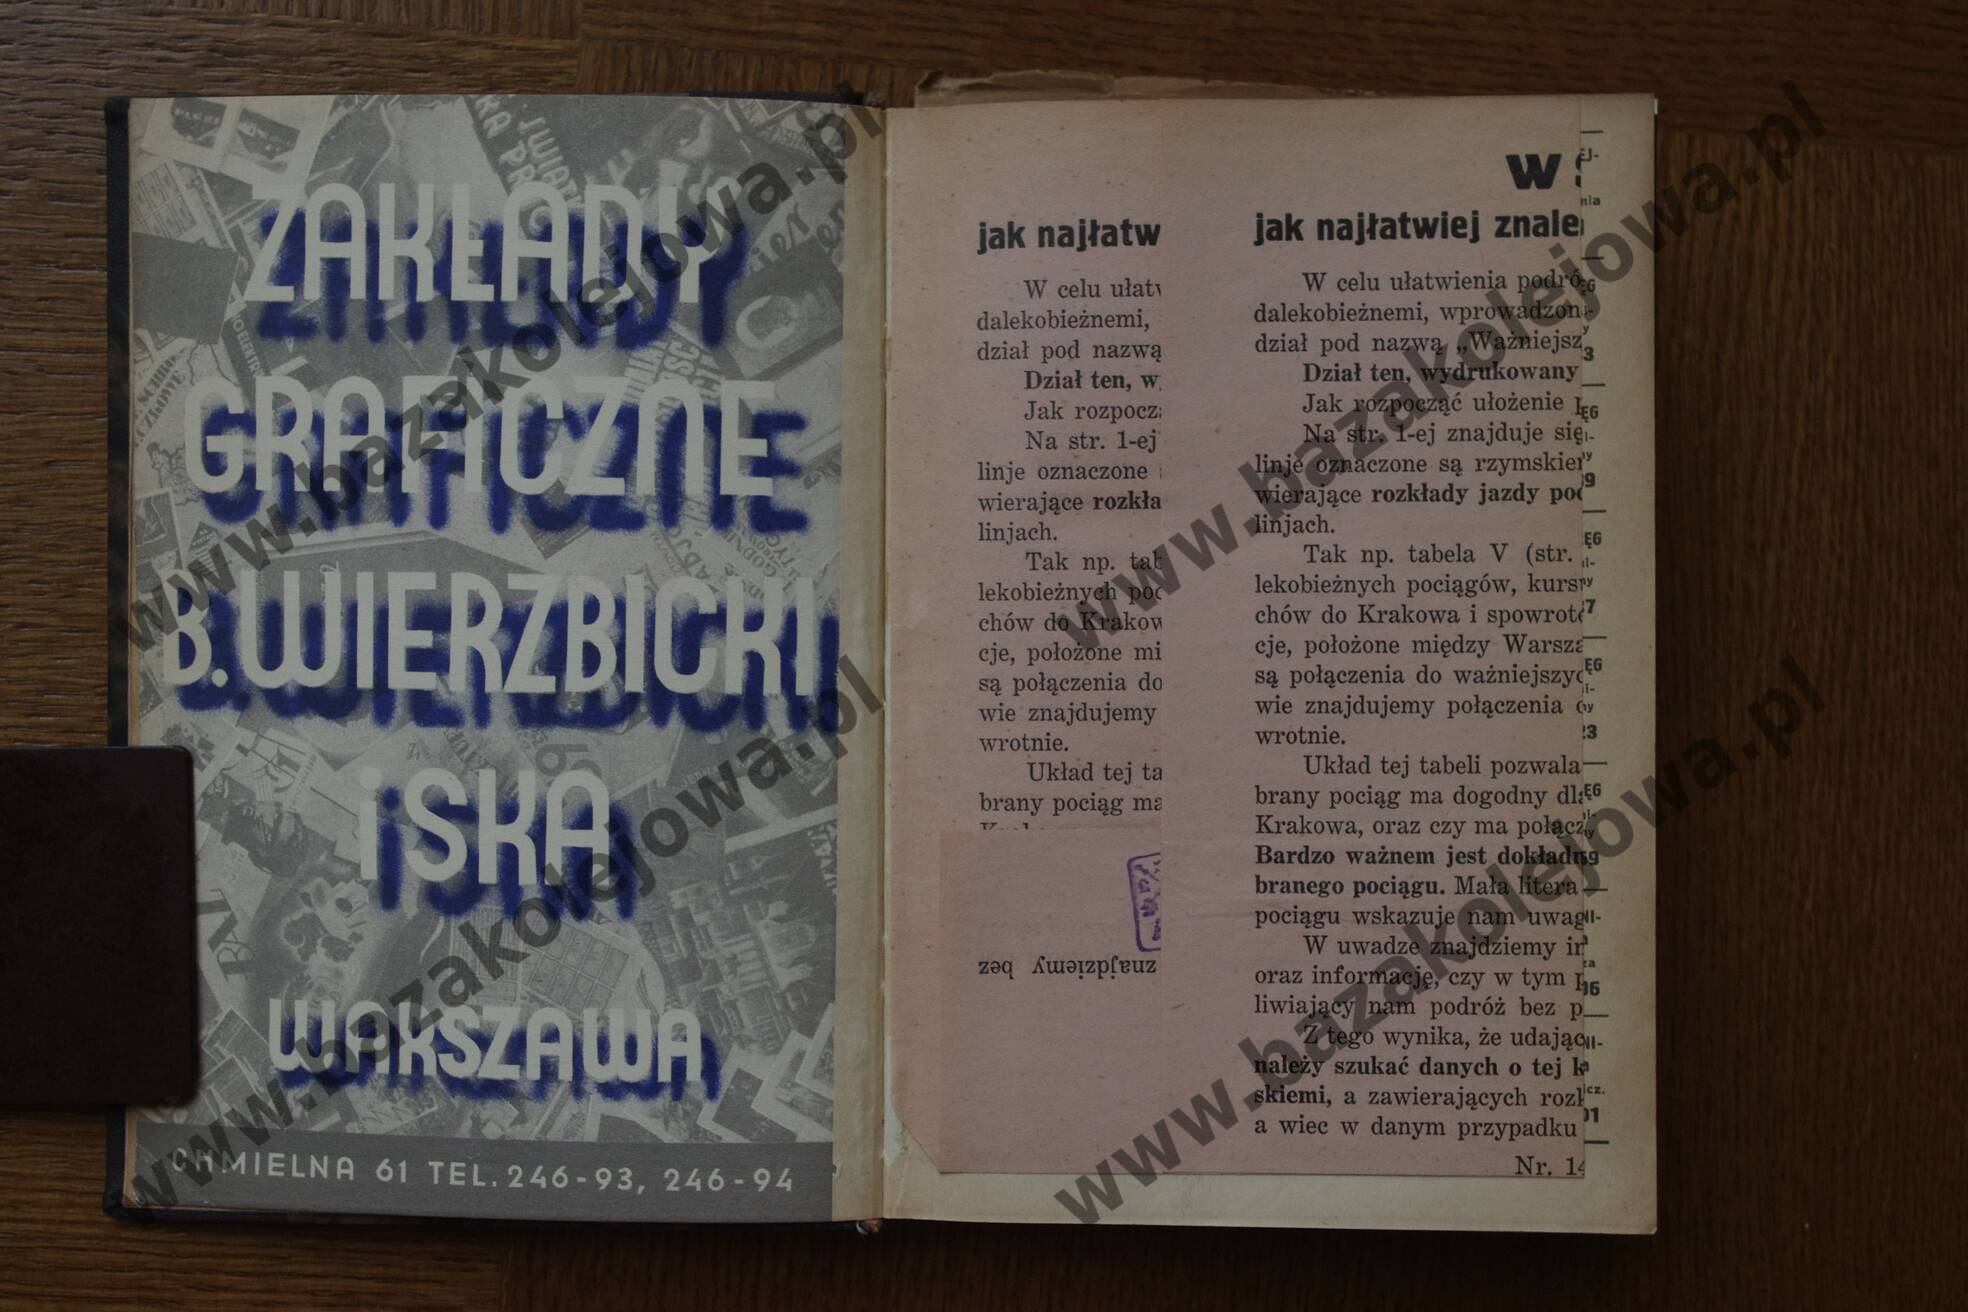 ZAKŁADY
GRAFICZNE
B. WIERZBICKI
i SKA
WARSZAWA
CHMIELNA 61 TEL. 246-93, 246-94
jak najłatw
W celu ułatw
dalekobieżnemi,
dział pod nazwą
Dział ten, w
Jak rozpocz
Na str. 1-ej
linje oznaczone
wierające rozkła
linjach.
Tak np. tab
lekobieżnych poc
chów do Krakow
cje, położone mi
są połączenia do
wie znajdujemy
wrotnie.
Układ tej ta
brany pociąg ma
znajdziemy bez
W
jak najłatwiej znale
W celu ułatwienia podró
dalekobieżnemi, wprowadzon
dział pod nazwą „Ważniejsz
Dział ten, wydrukowany
Jak rozpocząć ułożenie
Na str. 1-ej znajduje się
linje oznaczone są rzymskie
wierające rozkłady jazdy po
linjach.
Tak np. tabela V (str.
lekobieżnych pociągów, kurs
chów do Krakowa i spowrot
cje, położone między Warsza
są połączenia do ważniejszyc
wie znajdujemy połączenia
wrotnie.
Układ tej tabeli pozwala
brany pociąg ma dogodny dl
Krakowa, oraz czy ma połącz
Bardzo ważnem jest dokładn
branego pociągu. Mała litera
pociągu wskazuje nam uwag
W uwadze znajdziemy in
oraz informację, czy w tym p
liwiający nam podróż bez p
Z tego wynika, że udając
należy szukać danych o tej k
skiemi, a zawierających rozk
a wiec w danym przypadku
Nr. 14
www.bazakolejowa.pl
www.bazakolejowa.pl
www.bazakolejowa.pl
www.bazakolejowa.pl